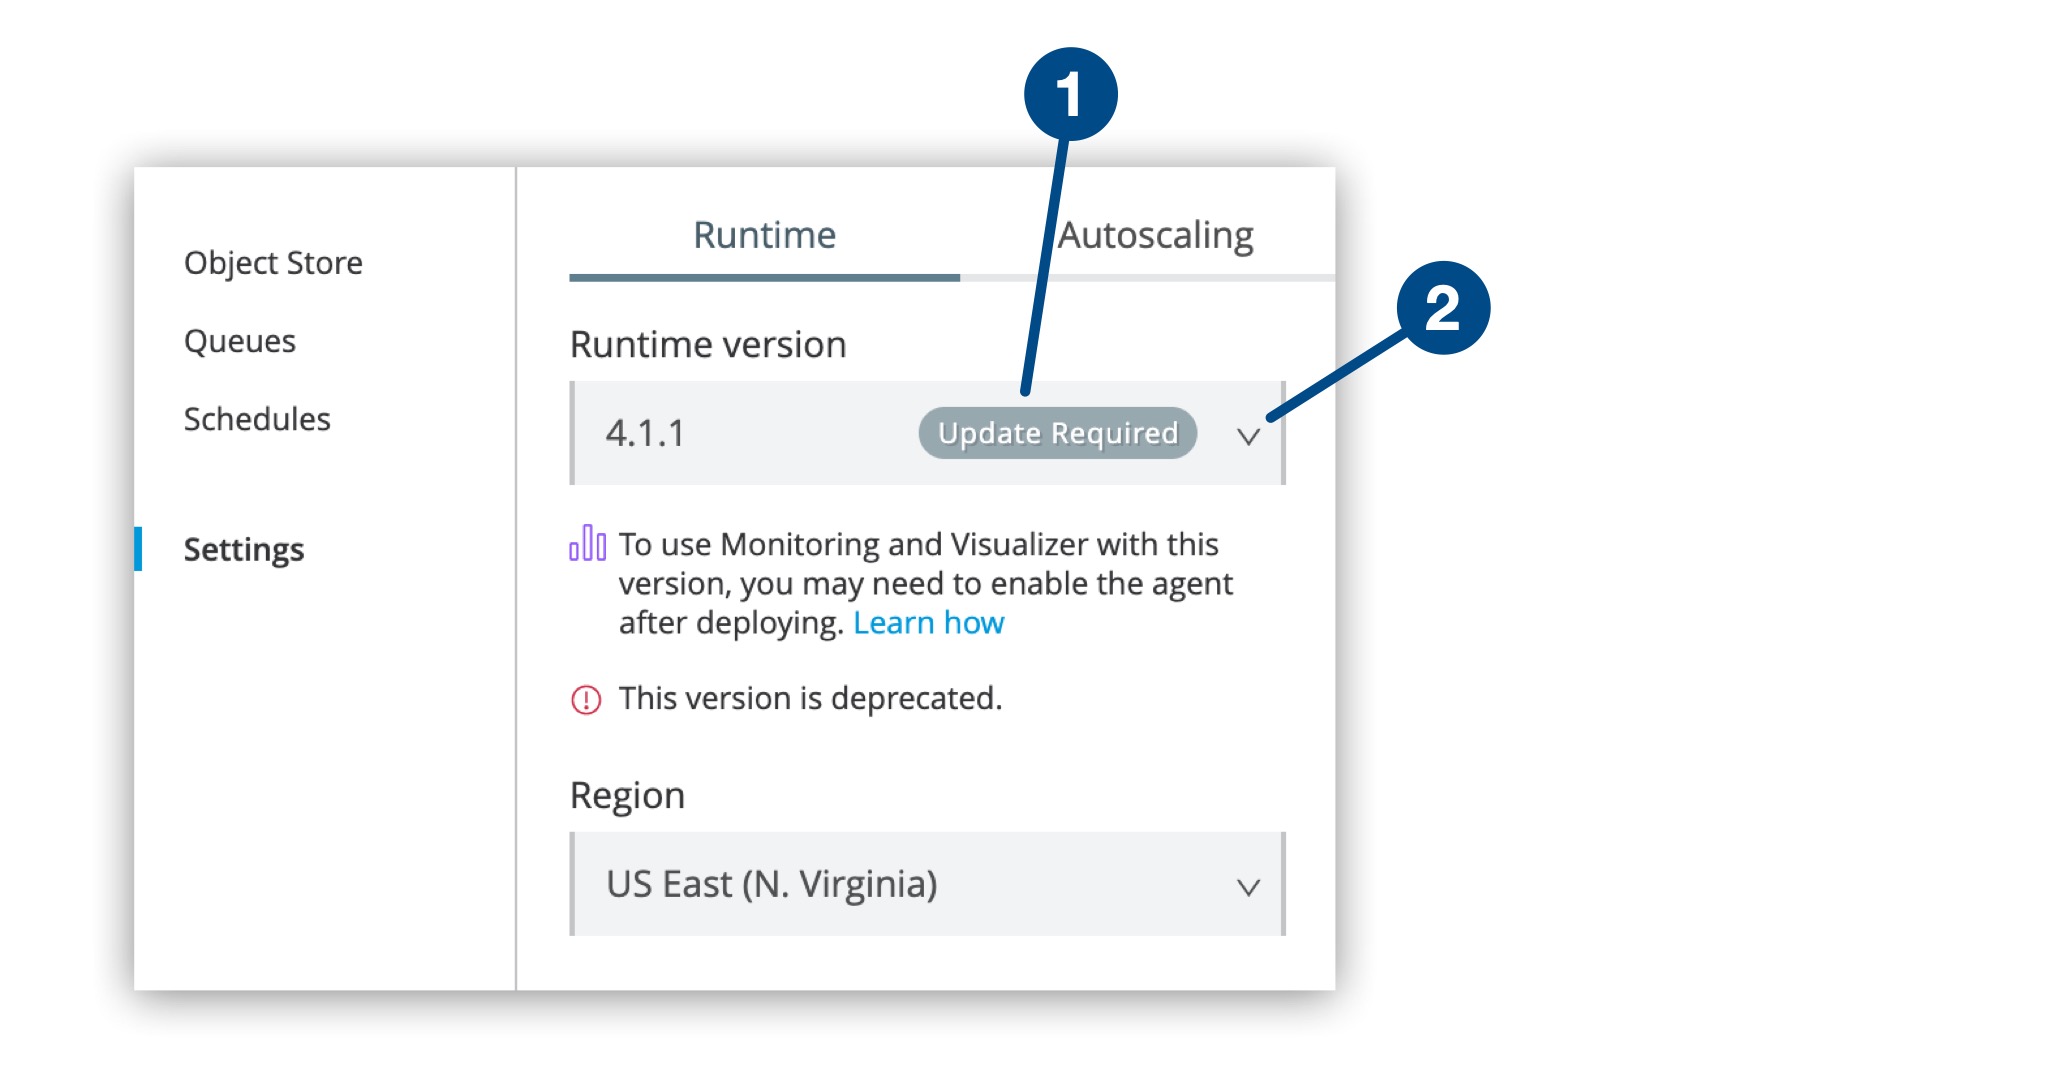 1
Runtime
Autoscaling
Object Store
2
Queues
Runtime version
Schedules
4.1.1
Update Required
Settings
To use Monitoring and Visualizer with this
version, you may need to enable the agent
after deploying. Learn how
This version is deprecated.
Region
US East (N. Virginia)